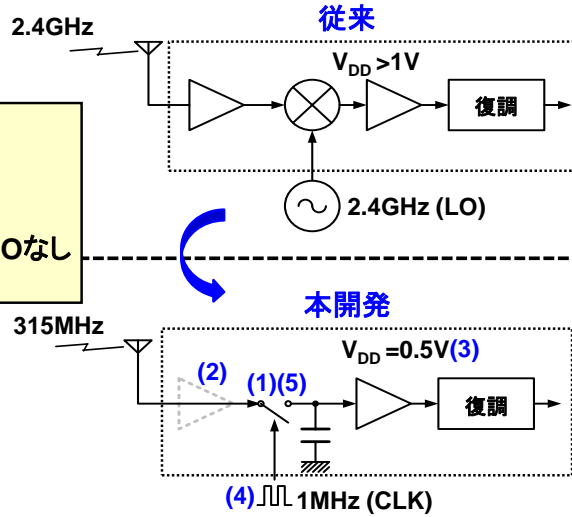 従来
2.4GHz
VDD >1V
復調
2.4GHz (LO)
Oなし
本開発
315MHz
VDD =0.5V(3)
(2)
(1)(5)
復調
(4)
1MHz (CLK)